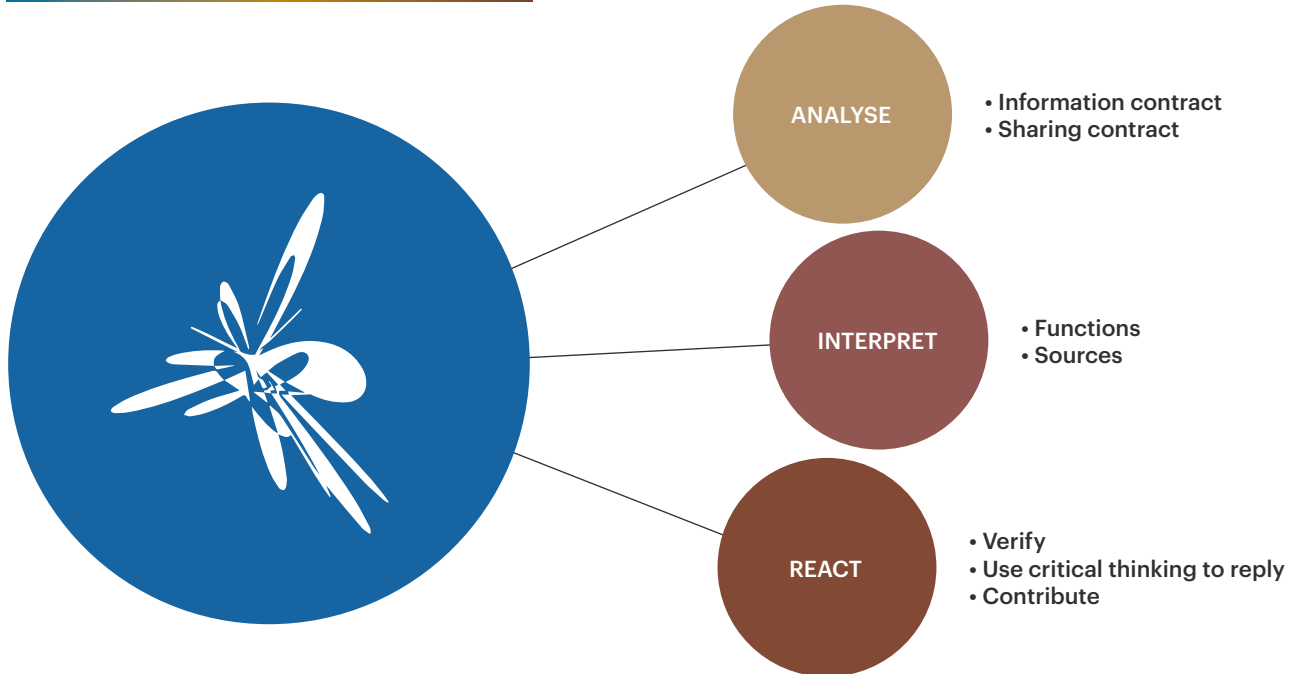 ANALYSE
• Information contract
• Sharing contract
INTERPRET
• Functions
• Sources
REACT
• Verify
• Use critical thinking to reply
• Contribute